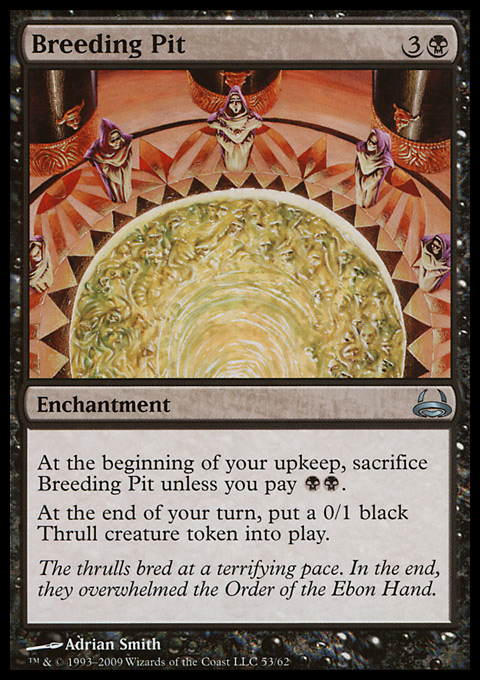 Breeding Pit 3
Enchantment
At the beginning of your upkeep, sacrifice
Breeding Pit unless you pay .
At the end of your turn, put a 0/1 black
Thrull creature token into play.
The thrulls bred at a terrifying pace. In the end,
they overwhelmed the Order of the Ebon Hand.
Adrian Smith
™ & © 1993–2009 Wizards of the Coast LLC 53/62